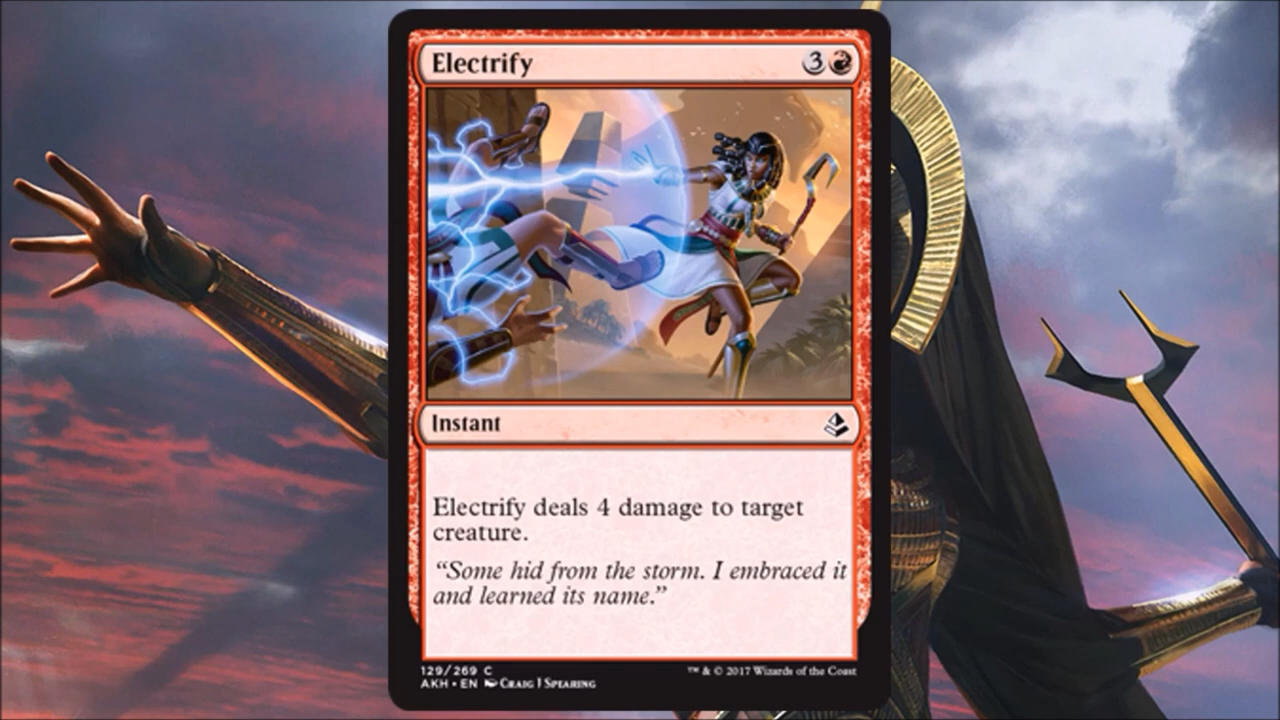 Electrify
3
Instant
Electrify deals 4 damage to target
creature.
“Some hid from the storm. I embraced it
and learned its name.”
129/269 C
™ & © 2017 Wizards of the Coast
AKH • EN Craig J Spearing